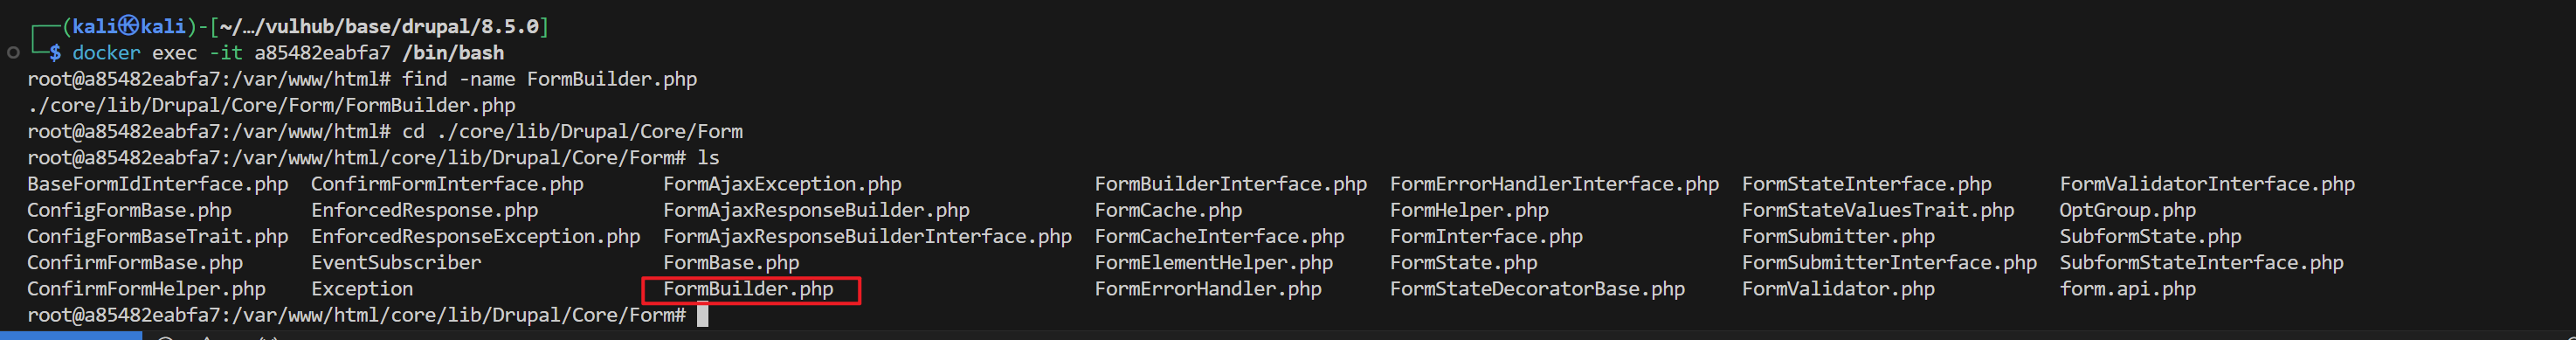 (kali㉿kali)-[~/…/vulhub/base/drupal/8.5.0]
$ docker exec -it a85482eabfa7 /bin/bash
root@a85482eabfa7:/var/www/html# find -name FormBuilder.php
./core/lib/Drupal/Core/Form/FormBuilder.php
root@a85482eabfa7:/var/www/html# cd ./core/lib/Drupal/Core/Form
root@a85482eabfa7:/var/www/html/core/lib/Drupal/Core/Form# ls
BaseFormIdInterface.php ConfirmFormInterface.php FormAjaxException.php FormBuilderInterface.php FormErrorHandlerInterface.php FormStateInterface.php FormValidatorInterface.php
ConfigFormBase.php EnforcedResponse.php FormAjaxResponseBuilder.php FormCache.php FormHelper.php FormStateValuesTrait.php OptGroup.php
ConfigFormBaseTrait.php EnforcedResponseException.php FormAjaxResponseBuilderInterface.php FormCacheInterface.php FormInterface.php FormSubmitter.php SubformState.php
ConfirmFormBase.php EventSubscriber FormBase.php FormElementHelper.php FormState.php FormSubmitterInterface.php SubformStateInterface.php
ConfirmFormHelper.php Exception FormBuilder.php FormErrorHandler.php FormStateDecoratorBase.php FormValidator.php form.api.php
root@a85482eabfa7:/var/www/html/core/lib/Drupal/Core/Form#